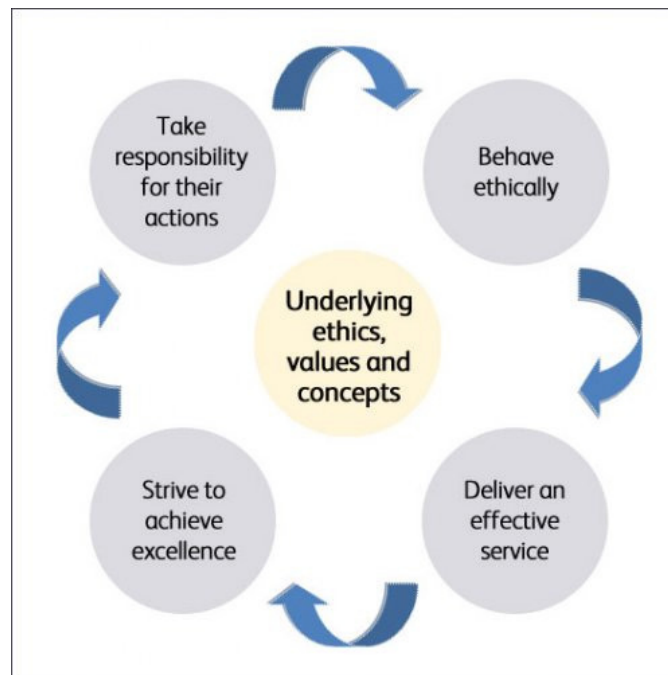 Take
responsibility
for their
actions
Behave
ethically
Underlying
ethics,
values and
concepts
Strive to
achieve
excellence
Deliver an
effective
service